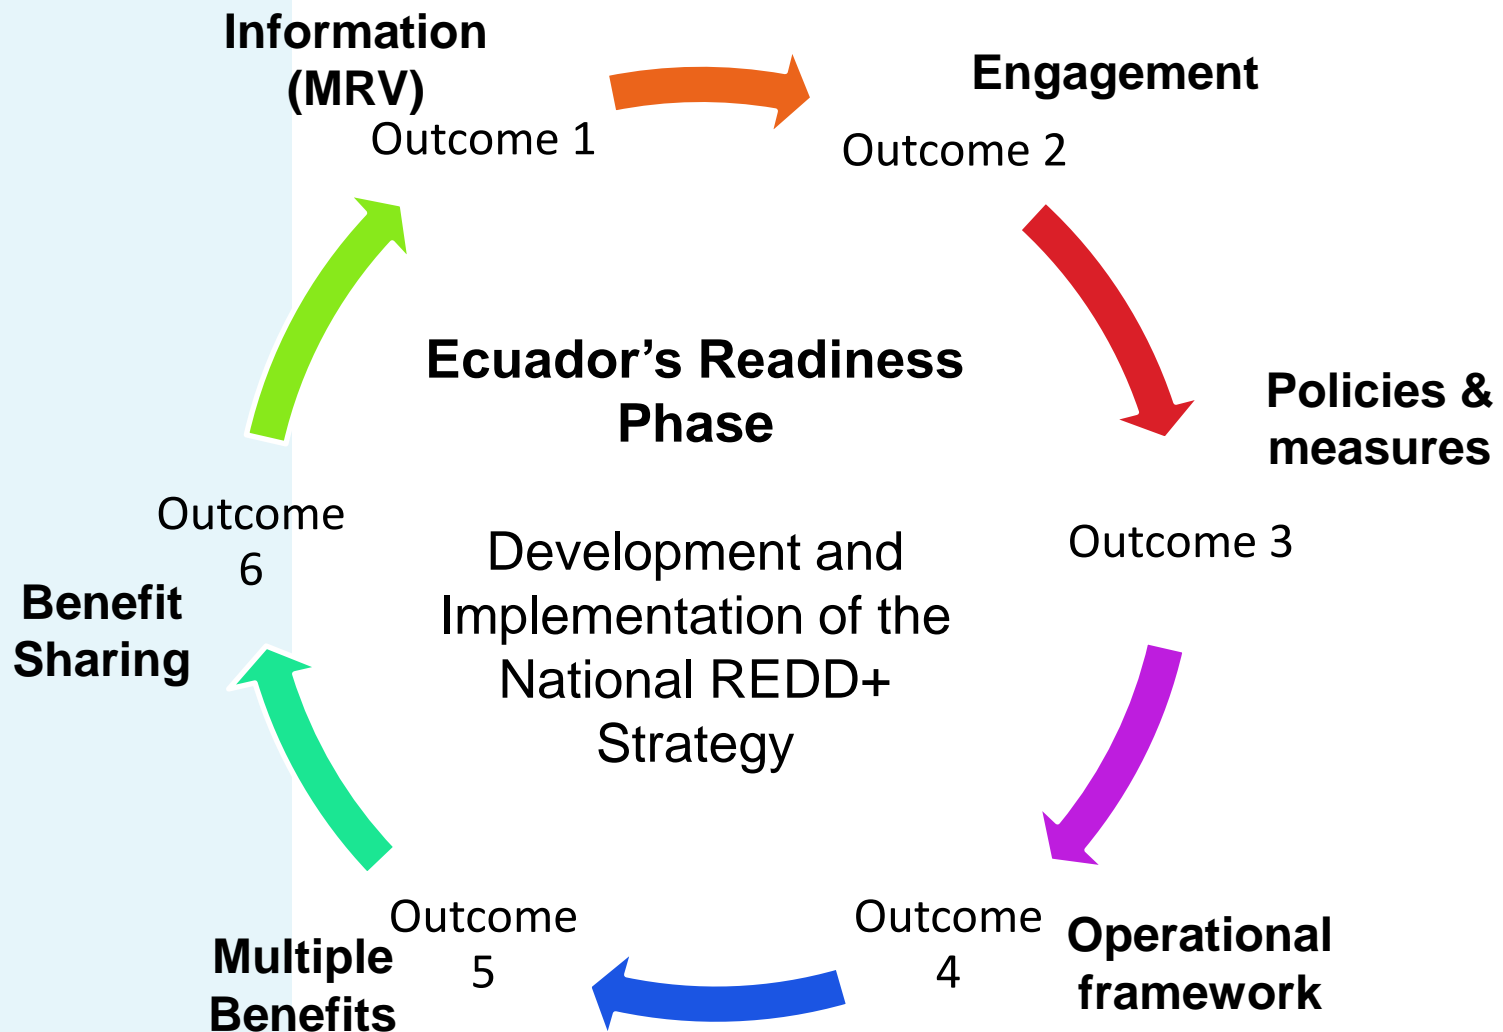 Information
(MRV)
Outcome 1
Engagement
Outcome 2
Policies &
measures
Outcome 3
Operational
framework
Outcome
4
Multiple
Benefits
Outcome
5
Benefit
Sharing
Outcome
6
Ecuador’s Readiness
Phase
Development and
Implementation of the
National REDD+
Strategy